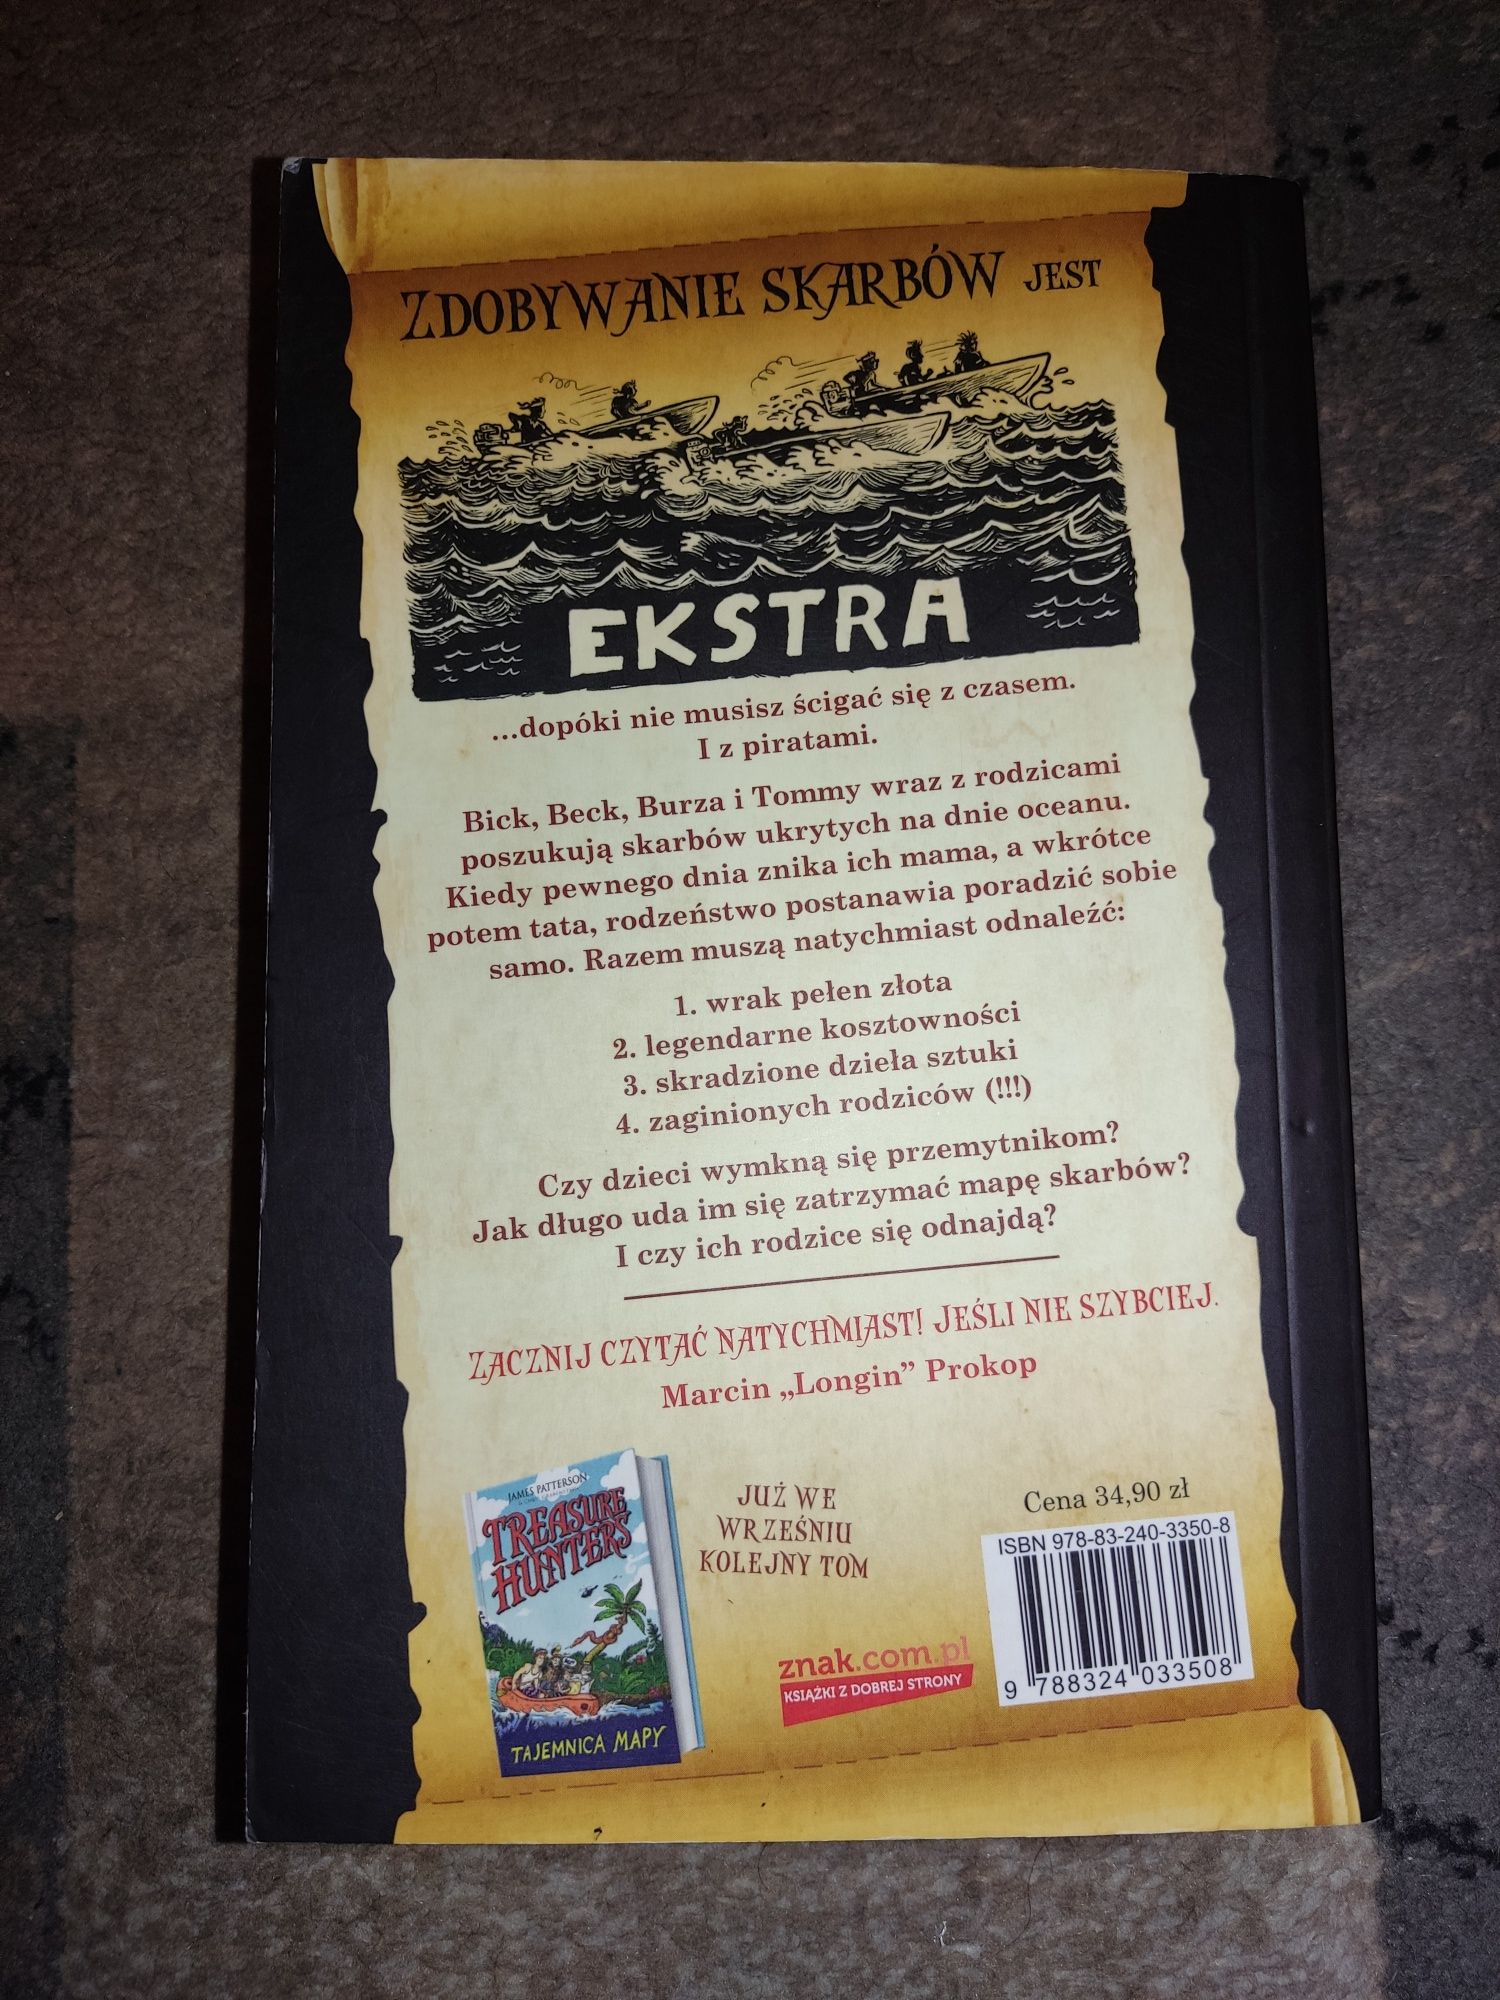 ZDOBYWANIE SKARBÓW JEST
EKSTRA
...dopóki nie musisz ścigać się z czasem.
I z piratami.
Bick, Beck, Burza i Tommy wraz z rodzicami
poszukują skarbów ukrytych na dnie oceanu.
Kiedy pewnego dnia znika ich mama, a wkrótce
potem tata, rodzeństwo postanawia poradzić sobie
samo. Razem muszą natychmiast odnaleźć:
1. wrak pełen złota
2. legendarne kosztowności
3. skradzione dzieła sztuki
4. zaginionych rodziców (!!!)
Czy dzieci wymkną się przemytnikom?
Jak długo uda im się zatrzymać mapę skarbów?
I czy ich rodzice się odnajdą?
ZACZNIJ CZYTAĆ NATYCHMIAST! JEŚLI NIE SZYBCIEJ.
Marcin „Longin” Prokop
JAMES PATTERSON
TREASURE
HUNTERS
TAJEMNICA MAPY
JUŻ WE
WRZEŚNIU
KOLEJNY TOM
znak.com.pl
KSIĄŻKI Z DOBREJ STRONY
Cena 34,90 zł
ISBN 978-83-240-3350-8
9 788324 033508